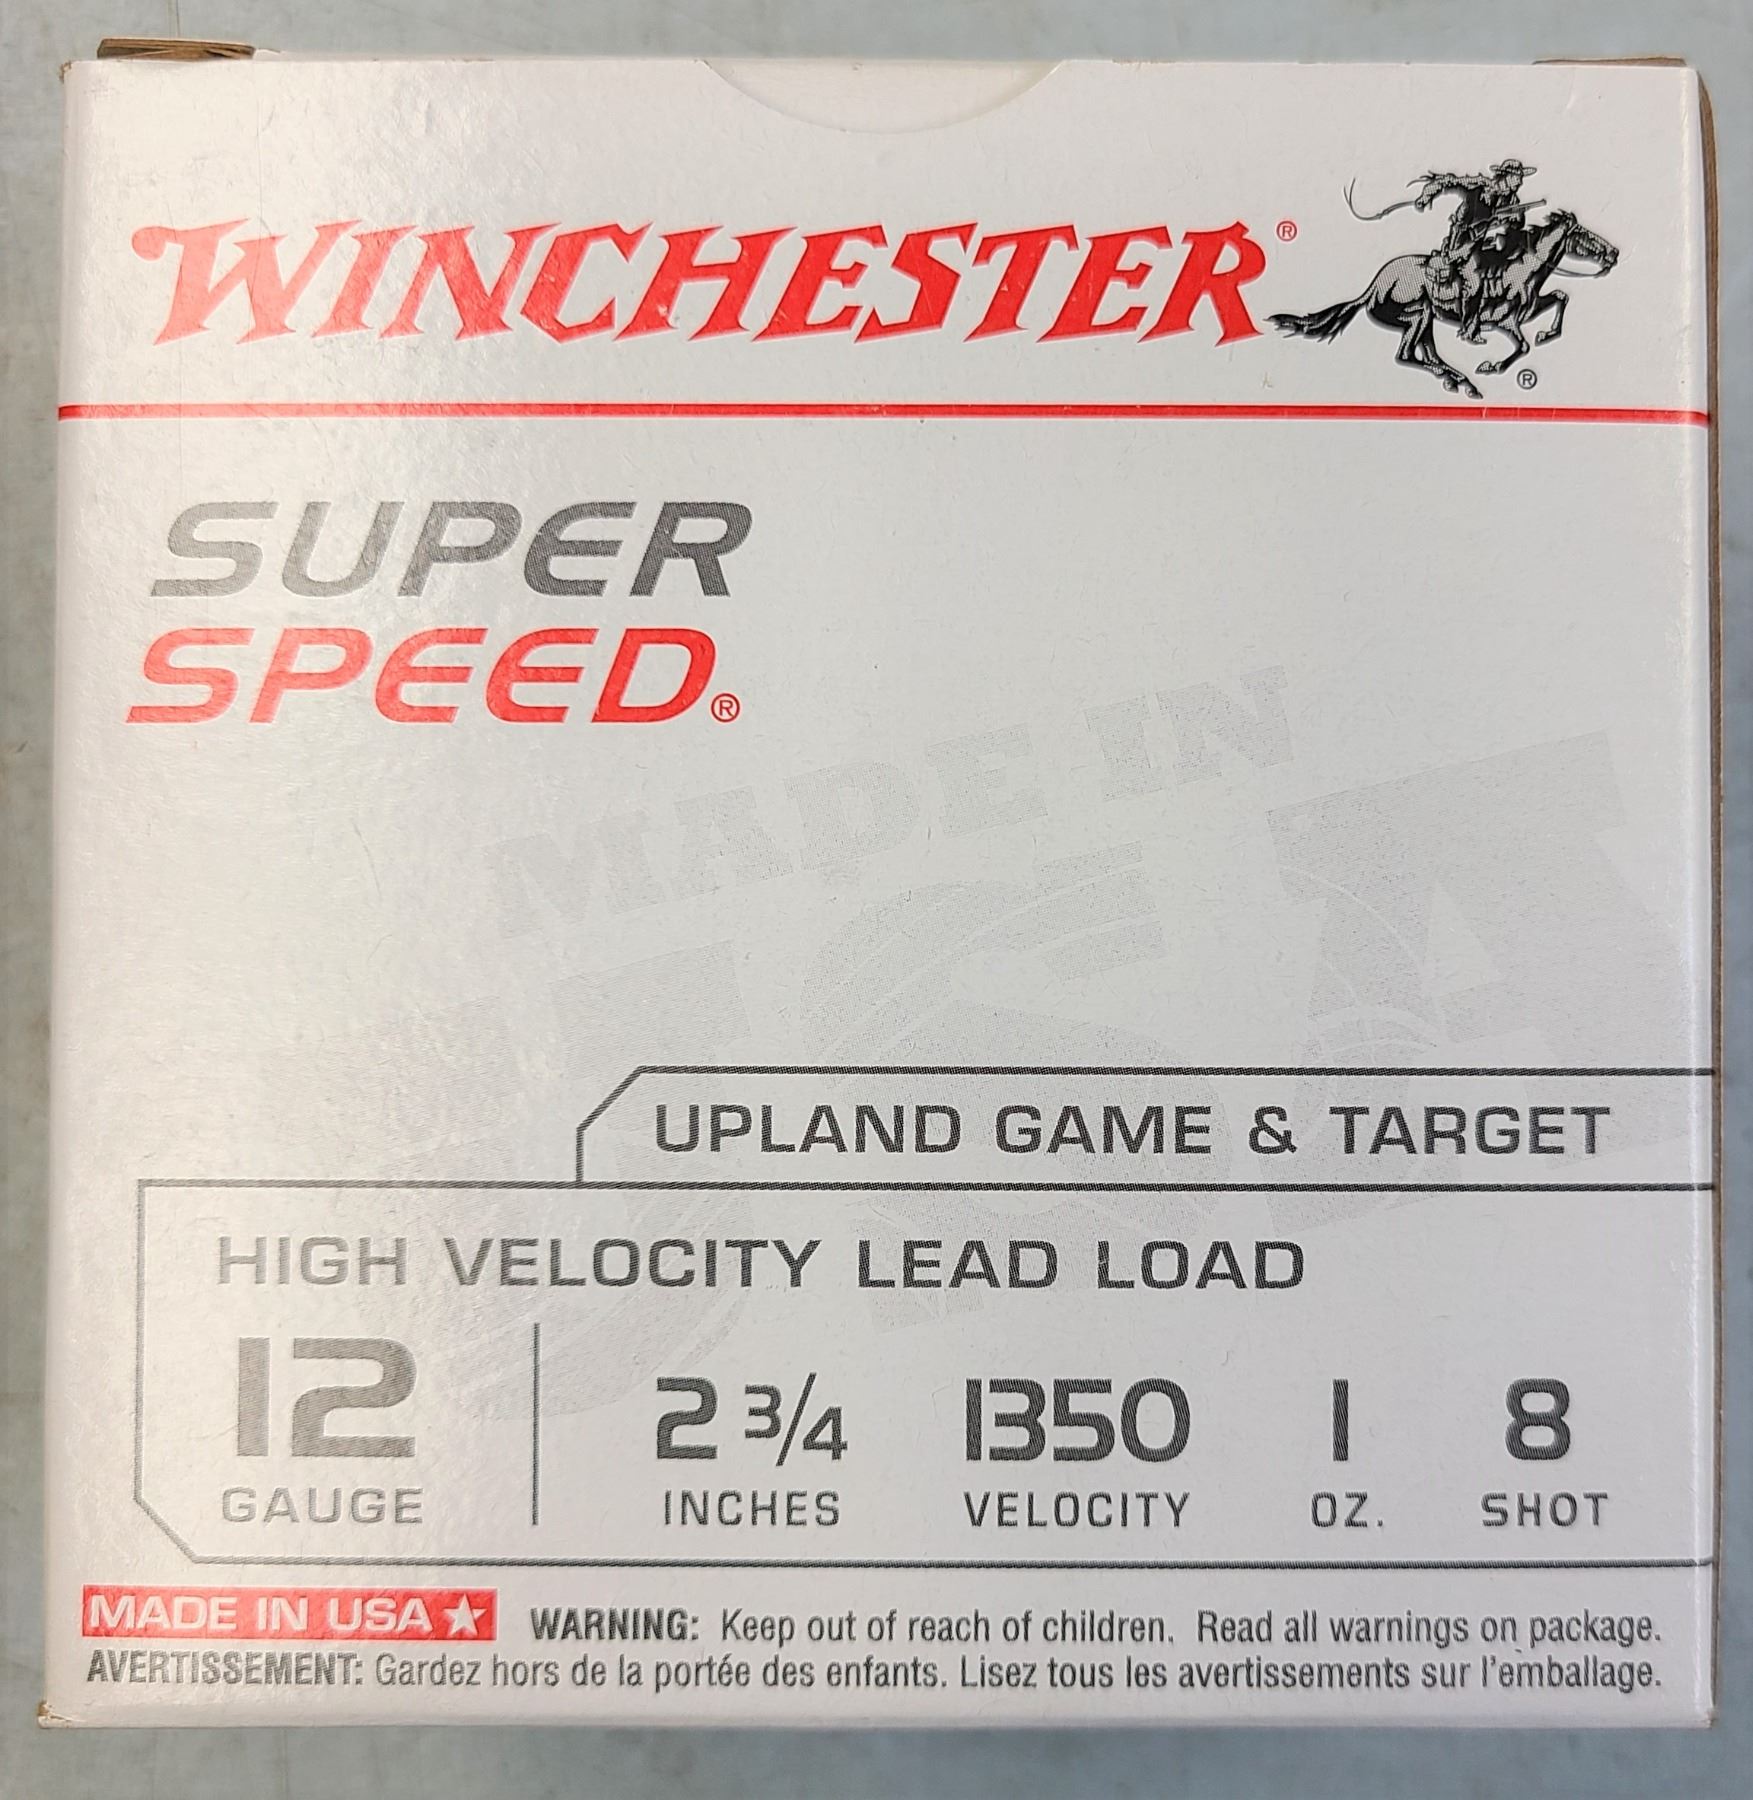 WINCHESTER®
®
SUPER
SPEED®
MADE IN
USA
UPLAND GAME & TARGET
HIGH VELOCITY LEAD LOAD
12 2 3/4 1350 1 8
GAUGE INCHES VELOCITY OZ. SHOT
MADE IN USA WARNING: Keep out of reach of children. Read all warnings on package.
AVERTISSEMENT: Gardez hors de la portée des enfants. Lisez tous les avertissements sur l'emballage.